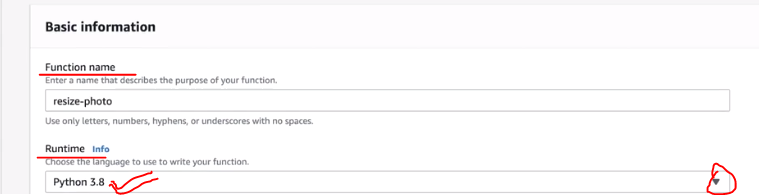 Basic information
Function name
Enter a name that describes the purpose of your function.
resize-photo
Use only letters, numbers, hyphens, or underscores with no spaces.
Runtime Info
Choose the language to use to write your function.
Python 3.8